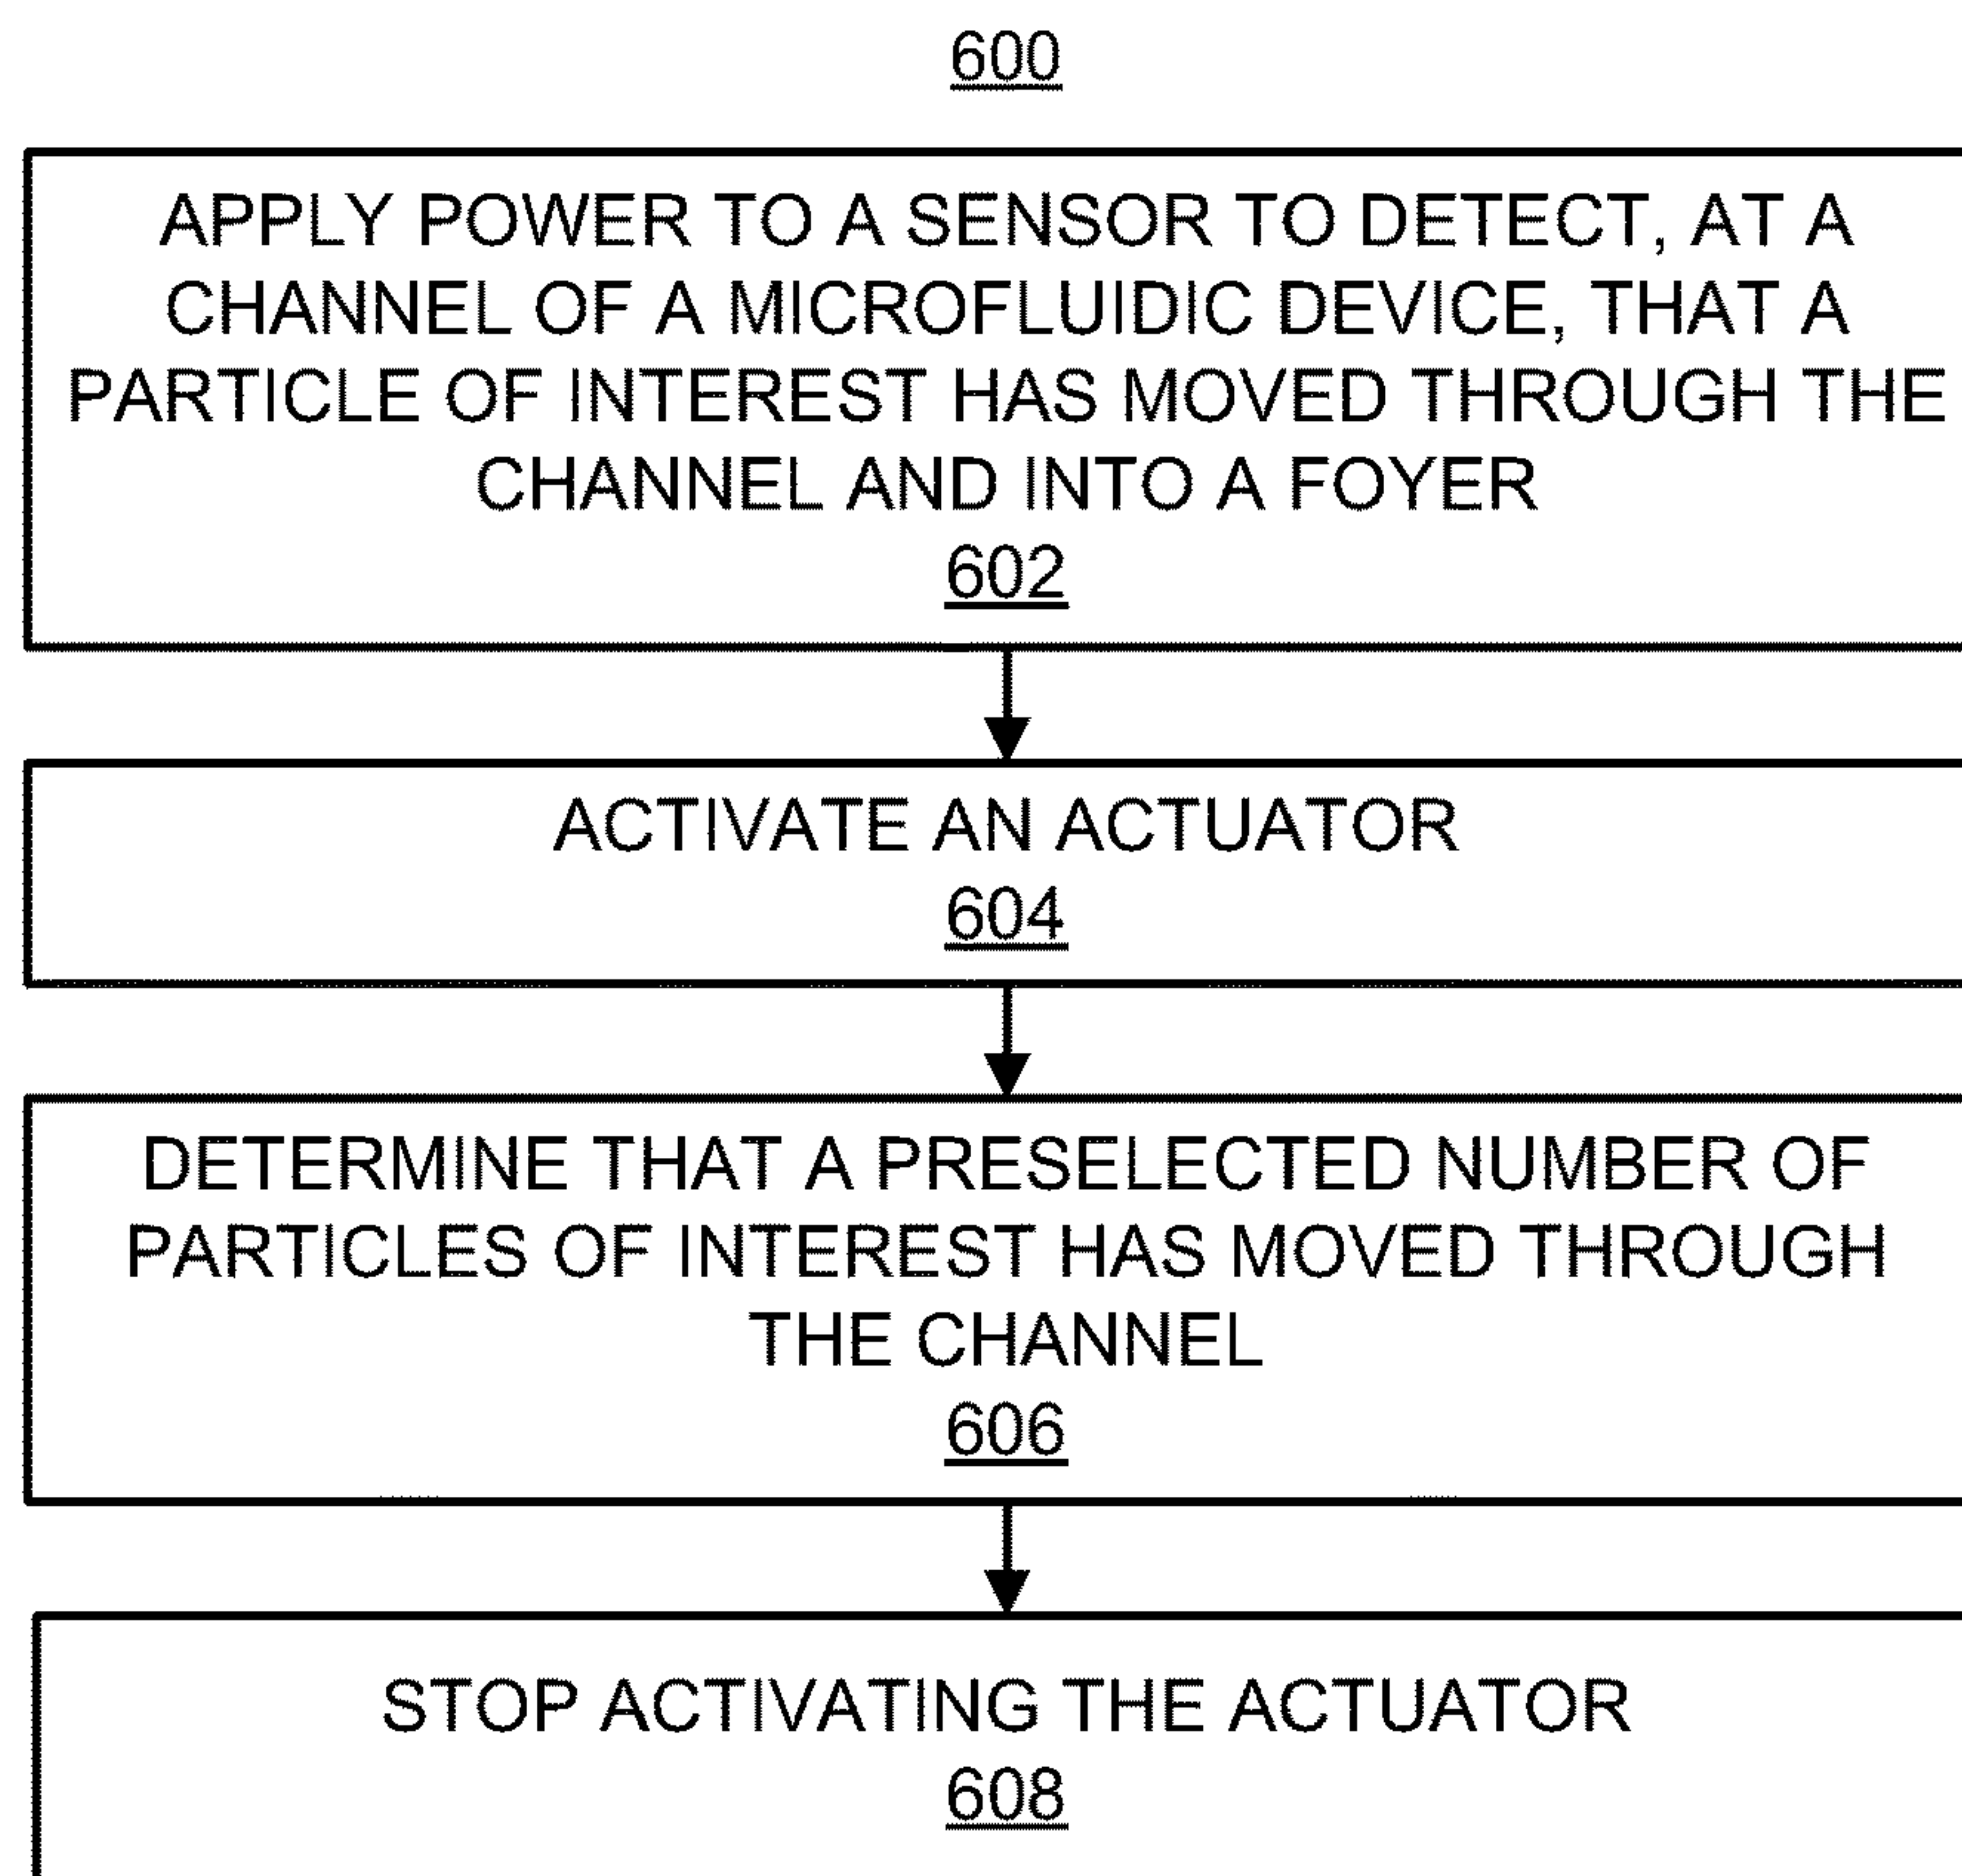 600
APPLY POWER TO A SENSOR TO DETECT, AT A
CHANNEL OF A MICROFLUIDIC DEVICE, THAT A
PARTICLE OF INTEREST HAS MOVED THROUGH THE
CHANNEL AND INTO A FOYER
602
ACTIVATE AN ACTUATOR
604
DETERMINE THAT A PRESELECTED NUMBER OF
PARTICLES OF INTEREST HAS MOVED THROUGH
THE CHANNEL
606
STOP ACTIVATING THE ACTUATOR
608